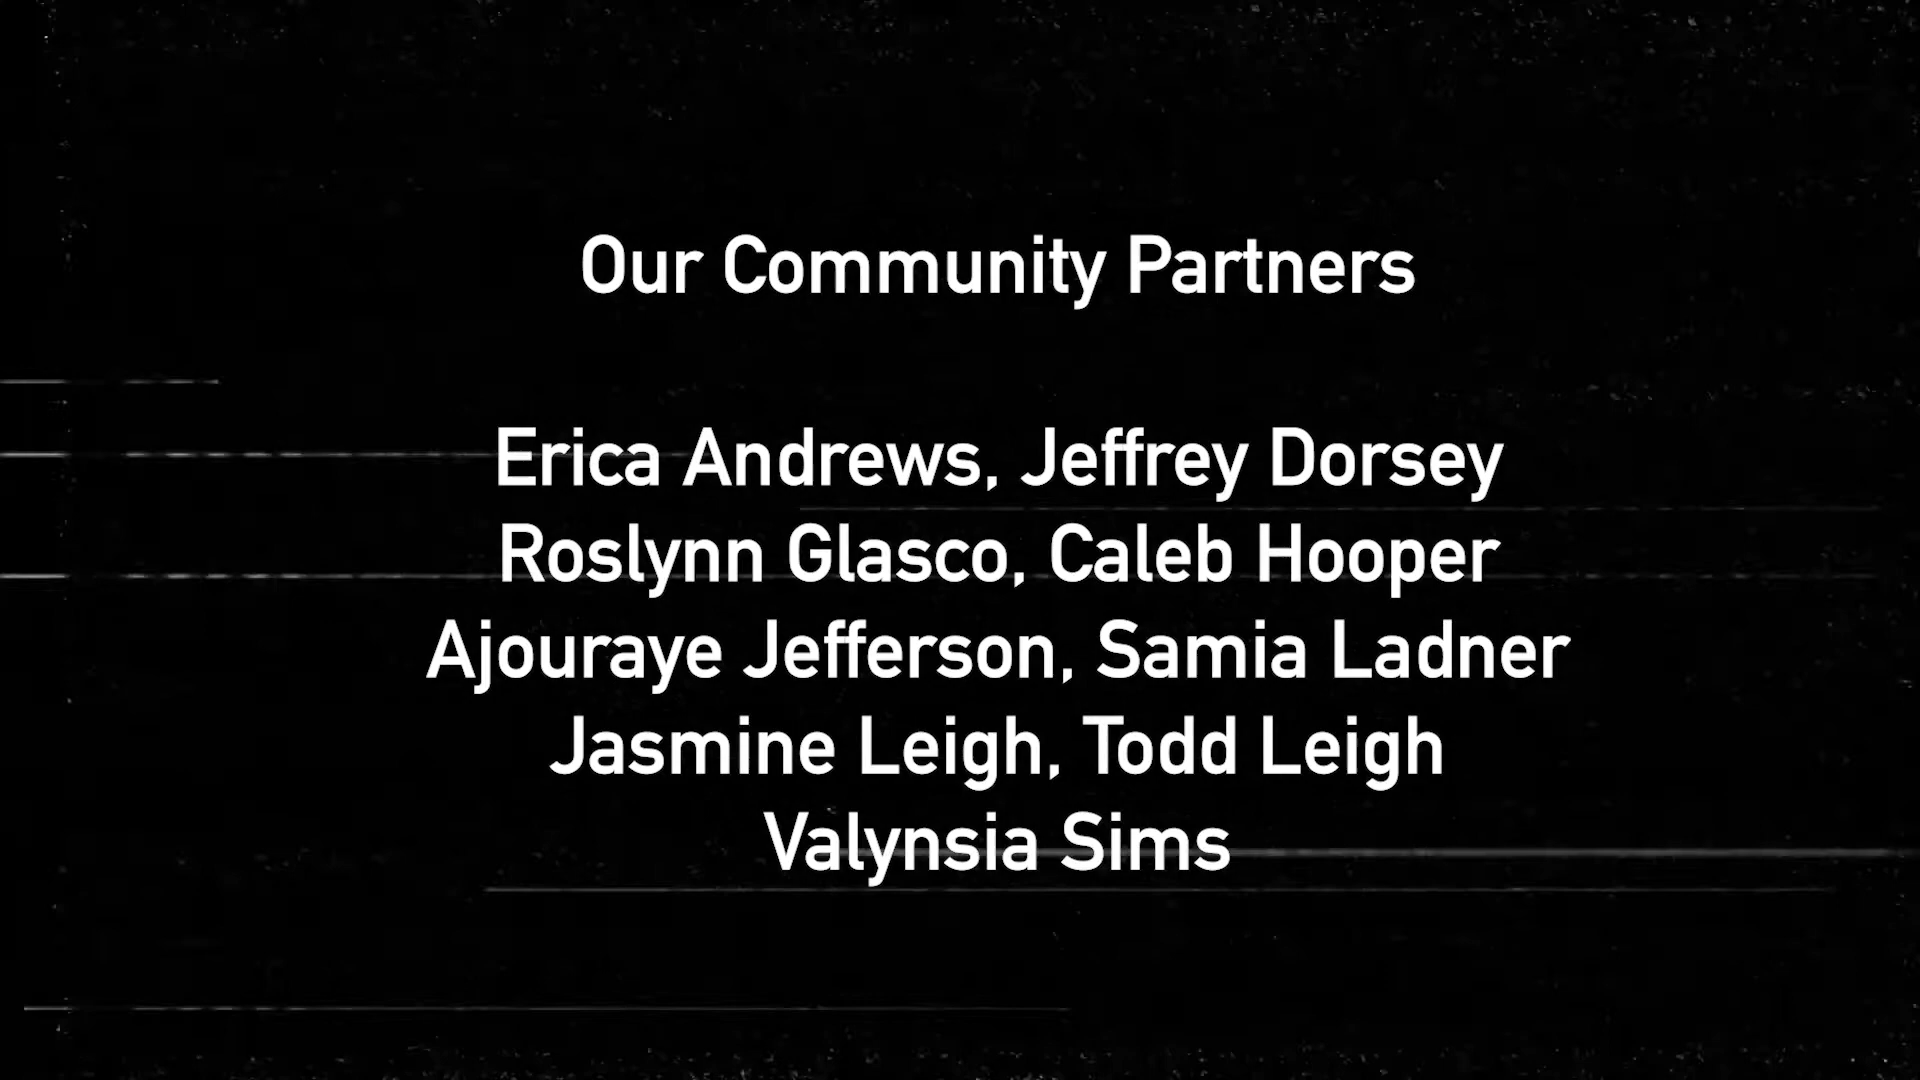 Our Community Partners
Erica Andrews, Jeffrey Dorsey
Roslynn Glasco, Caleb Hooper
Ajouraye Jefferson, Samia Ladner
Jasmine Leigh, Todd Leigh
Valynsia Sims